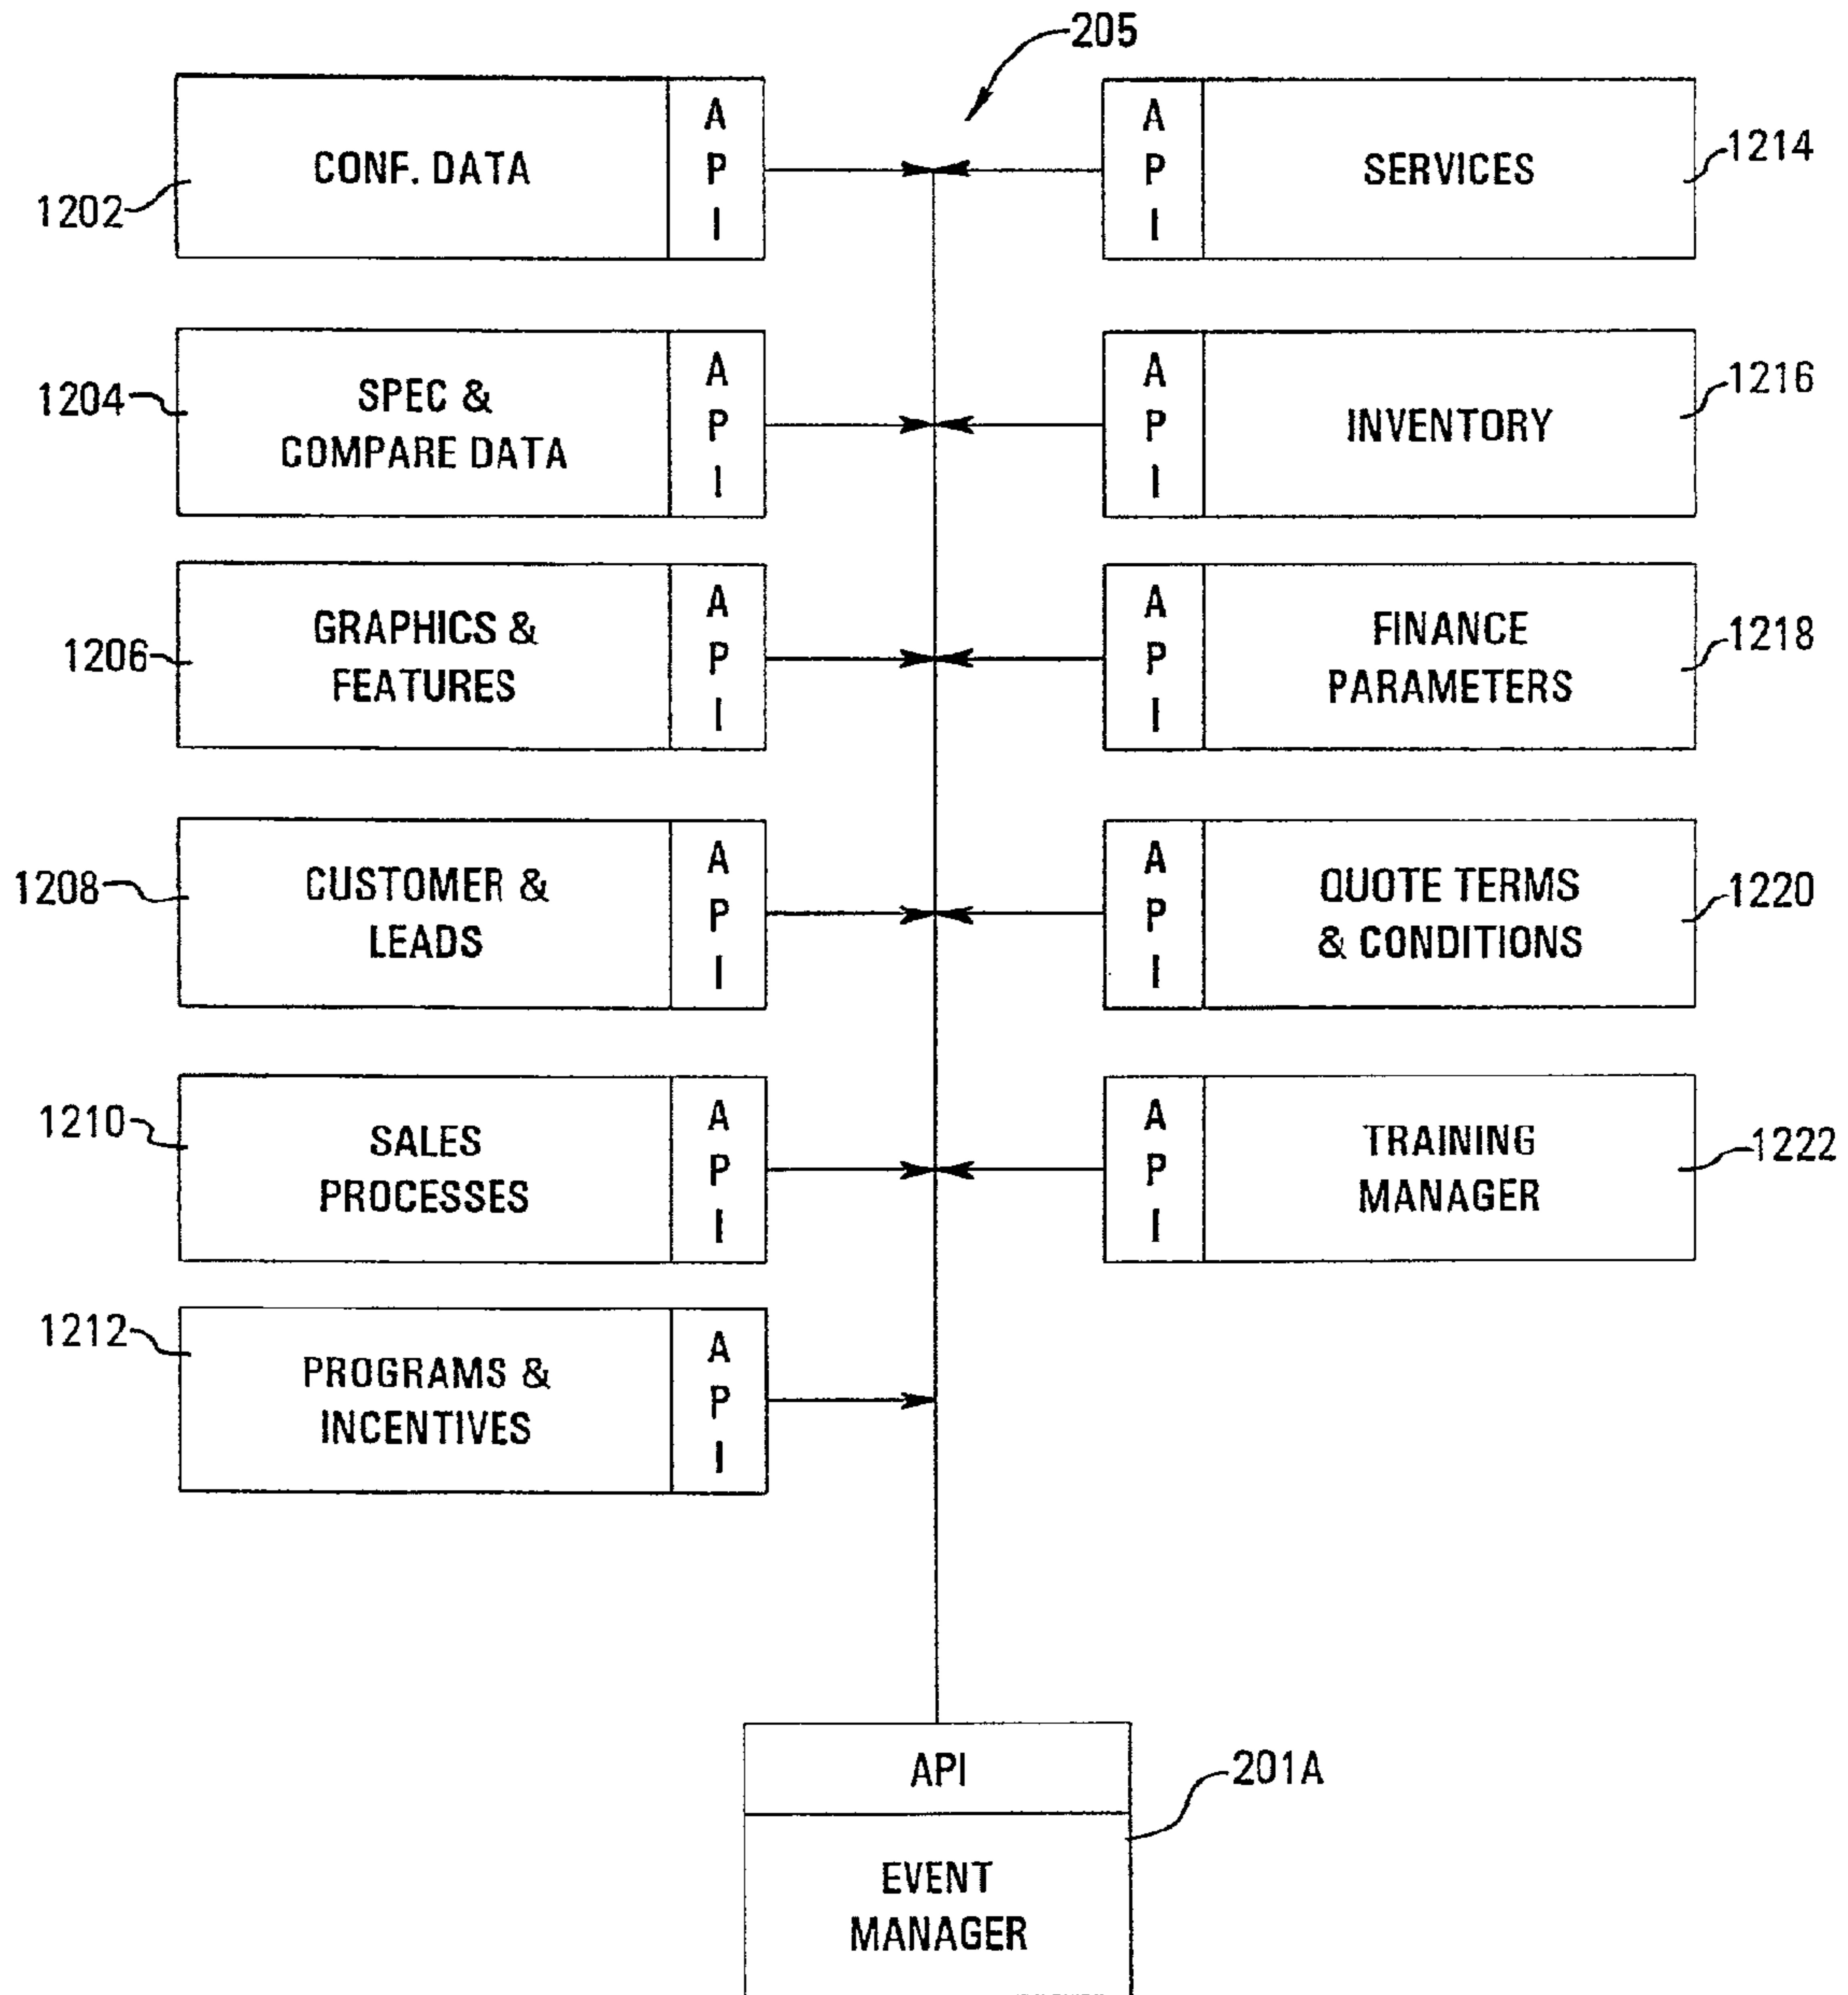 205
CONF. DATA
A
P
I
1202
A
P
I
SERVICES
1214
1204
SPEC &
COMPARE DATA
A
P
I
A
P
I
INVENTORY
1216
1206
GRAPHICS &
FEATURES
A
P
I
A
P
I
FINANCE
PARAMETERS
1218
1208
CUSTOMER &
LEADS
A
P
I
A
P
I
QUOTE TERMS
& CONDITIONS
1220
1210
SALES
PROCESSES
A
P
I
A
P
I
TRAINING
MANAGER
1222
1212
PROGRAMS &
INCENTIVES
A
P
I
API
201A
EVENT
MANAGER